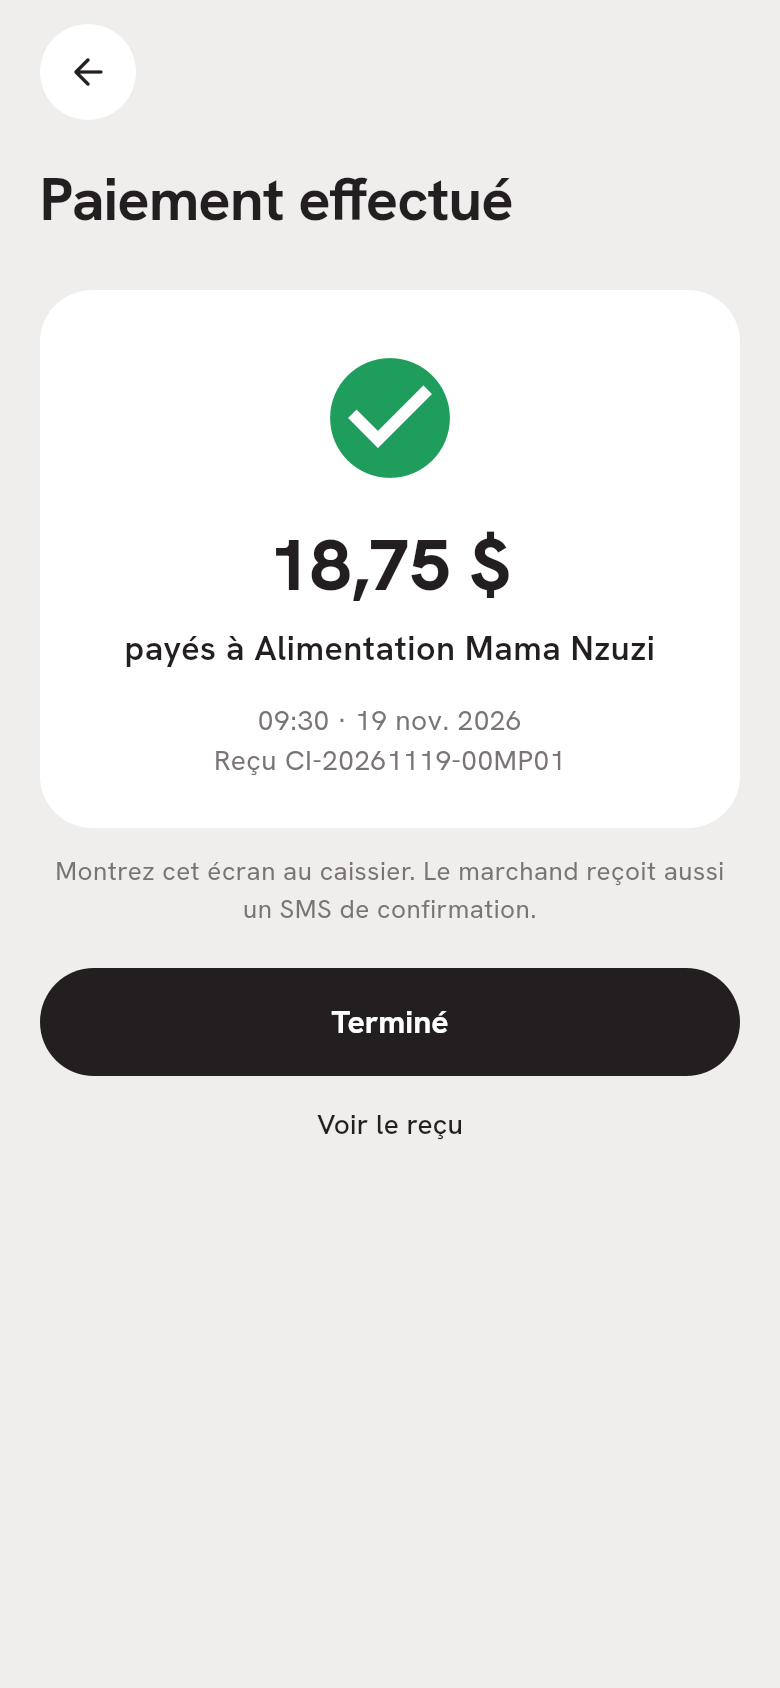 Paiement effectué
18,75 $
payés à Alimentation Mama Nzuzi
09:30 · 19 nov. 2026
Reçu CI-20261119-00MP01
Montrez cet écran au caissier. Le marchand reçoit aussi
un SMS de confirmation.
Terminé
Voir le reçu